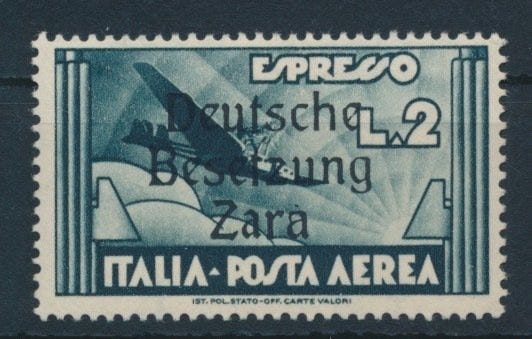 ESPRESSO
L. 2
Deutsche
Besetzung
Zara
ITALIA-POSTA AEREA
IST. POL. STATO-OFF. CARTE VALORI